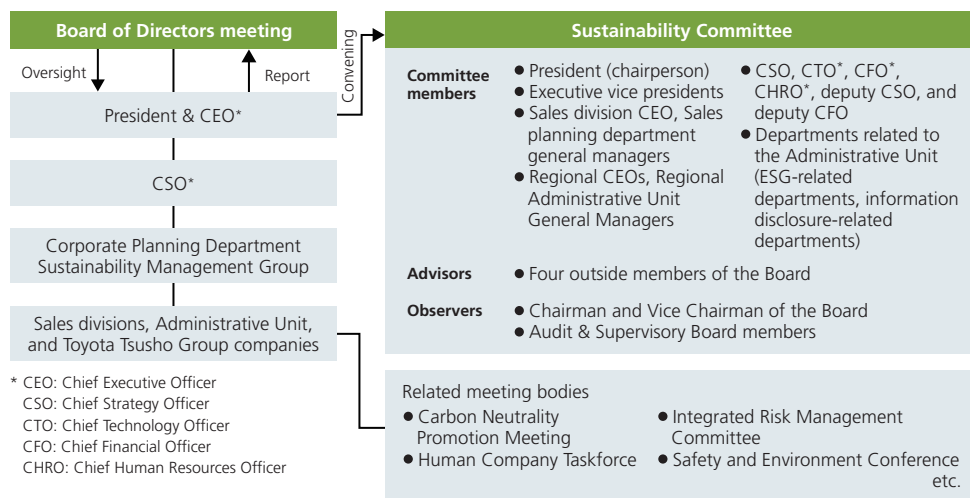 Board of Directors meeting
Oversight
Report
President & CEO*
CSO*
Corporate Planning Department
Sustainability Management Group
Sales divisions, Administrative Unit,
and Toyota Tsusho Group companies
* CEO: Chief Executive Officer
CSO: Chief Strategy Officer
CTO: Chief Technology Officer
CFO: Chief Financial Officer
CHRO: Chief Human Resources Officer
Convening
Sustainability Committee
Committee
members
● President (chairperson)
● Executive vice presidents
● Sales division CEO, Sales
planning department
general managers
● Regional CEOs, Regional
Administrative Unit
General Managers
● CSO, CTO*, CFO*,
CHRO*, deputy CSO, and
deputy CFO
● Departments related to
the Administrative Unit
(ESG-related
departments, information
disclosure-related
departments)
Advisors
● Four outside members of the Board
Observers
● Chairman and Vice Chairman of the Board
● Audit & Supervisory Board members
Related meeting bodies
● Carbon Neutrality
Promotion Meeting
● Human Company Taskforce
● Integrated Risk Management
Committee
● Safety and Environment Conference
etc.